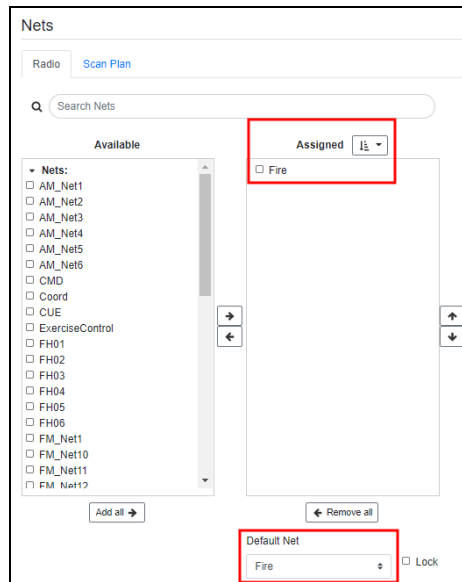 Nets
Radio Scan Plan
Search Nets
Available
Assigned
Nets:
AM_Net1
AM_Net2
AM_Net3
AM_Net4
AM_Net5
AM_Net6
CMD
Coord
CUE
ExerciseControl
FH01
FH02
FH03
FH04
FH05
FH06
FM_Net1
FM_Net10
FM_Net11
FM_Net12
Fire
Add all
Remove all
Default Net
Fire
Lock